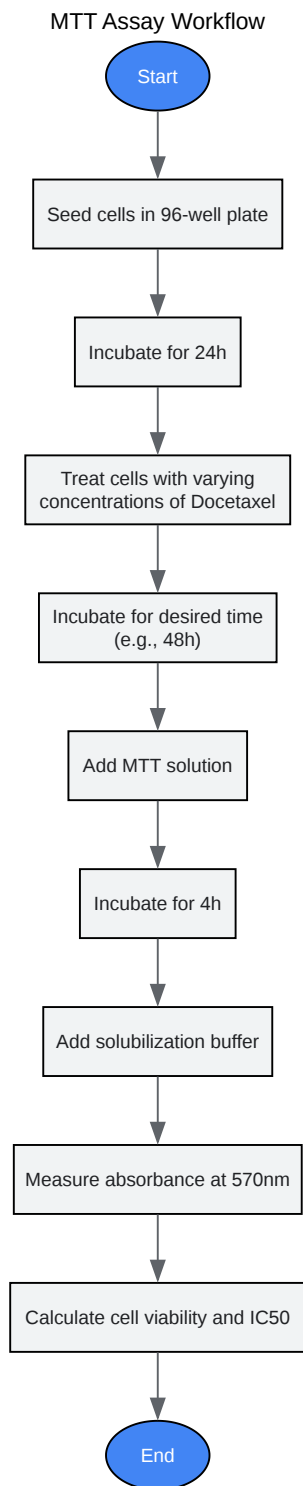 MTT Assay Workflow
Start
Seed cells in 96-well plate
Incubate for 24h
Treat cells with varying
concentrations of Docetaxel
Incubate for desired time
(e.g., 48h)
Add MTT solution
Incubate for 4h
Add solubilization buffer
Measure absorbance at 570nm
Calculate cell viability and IC50
End